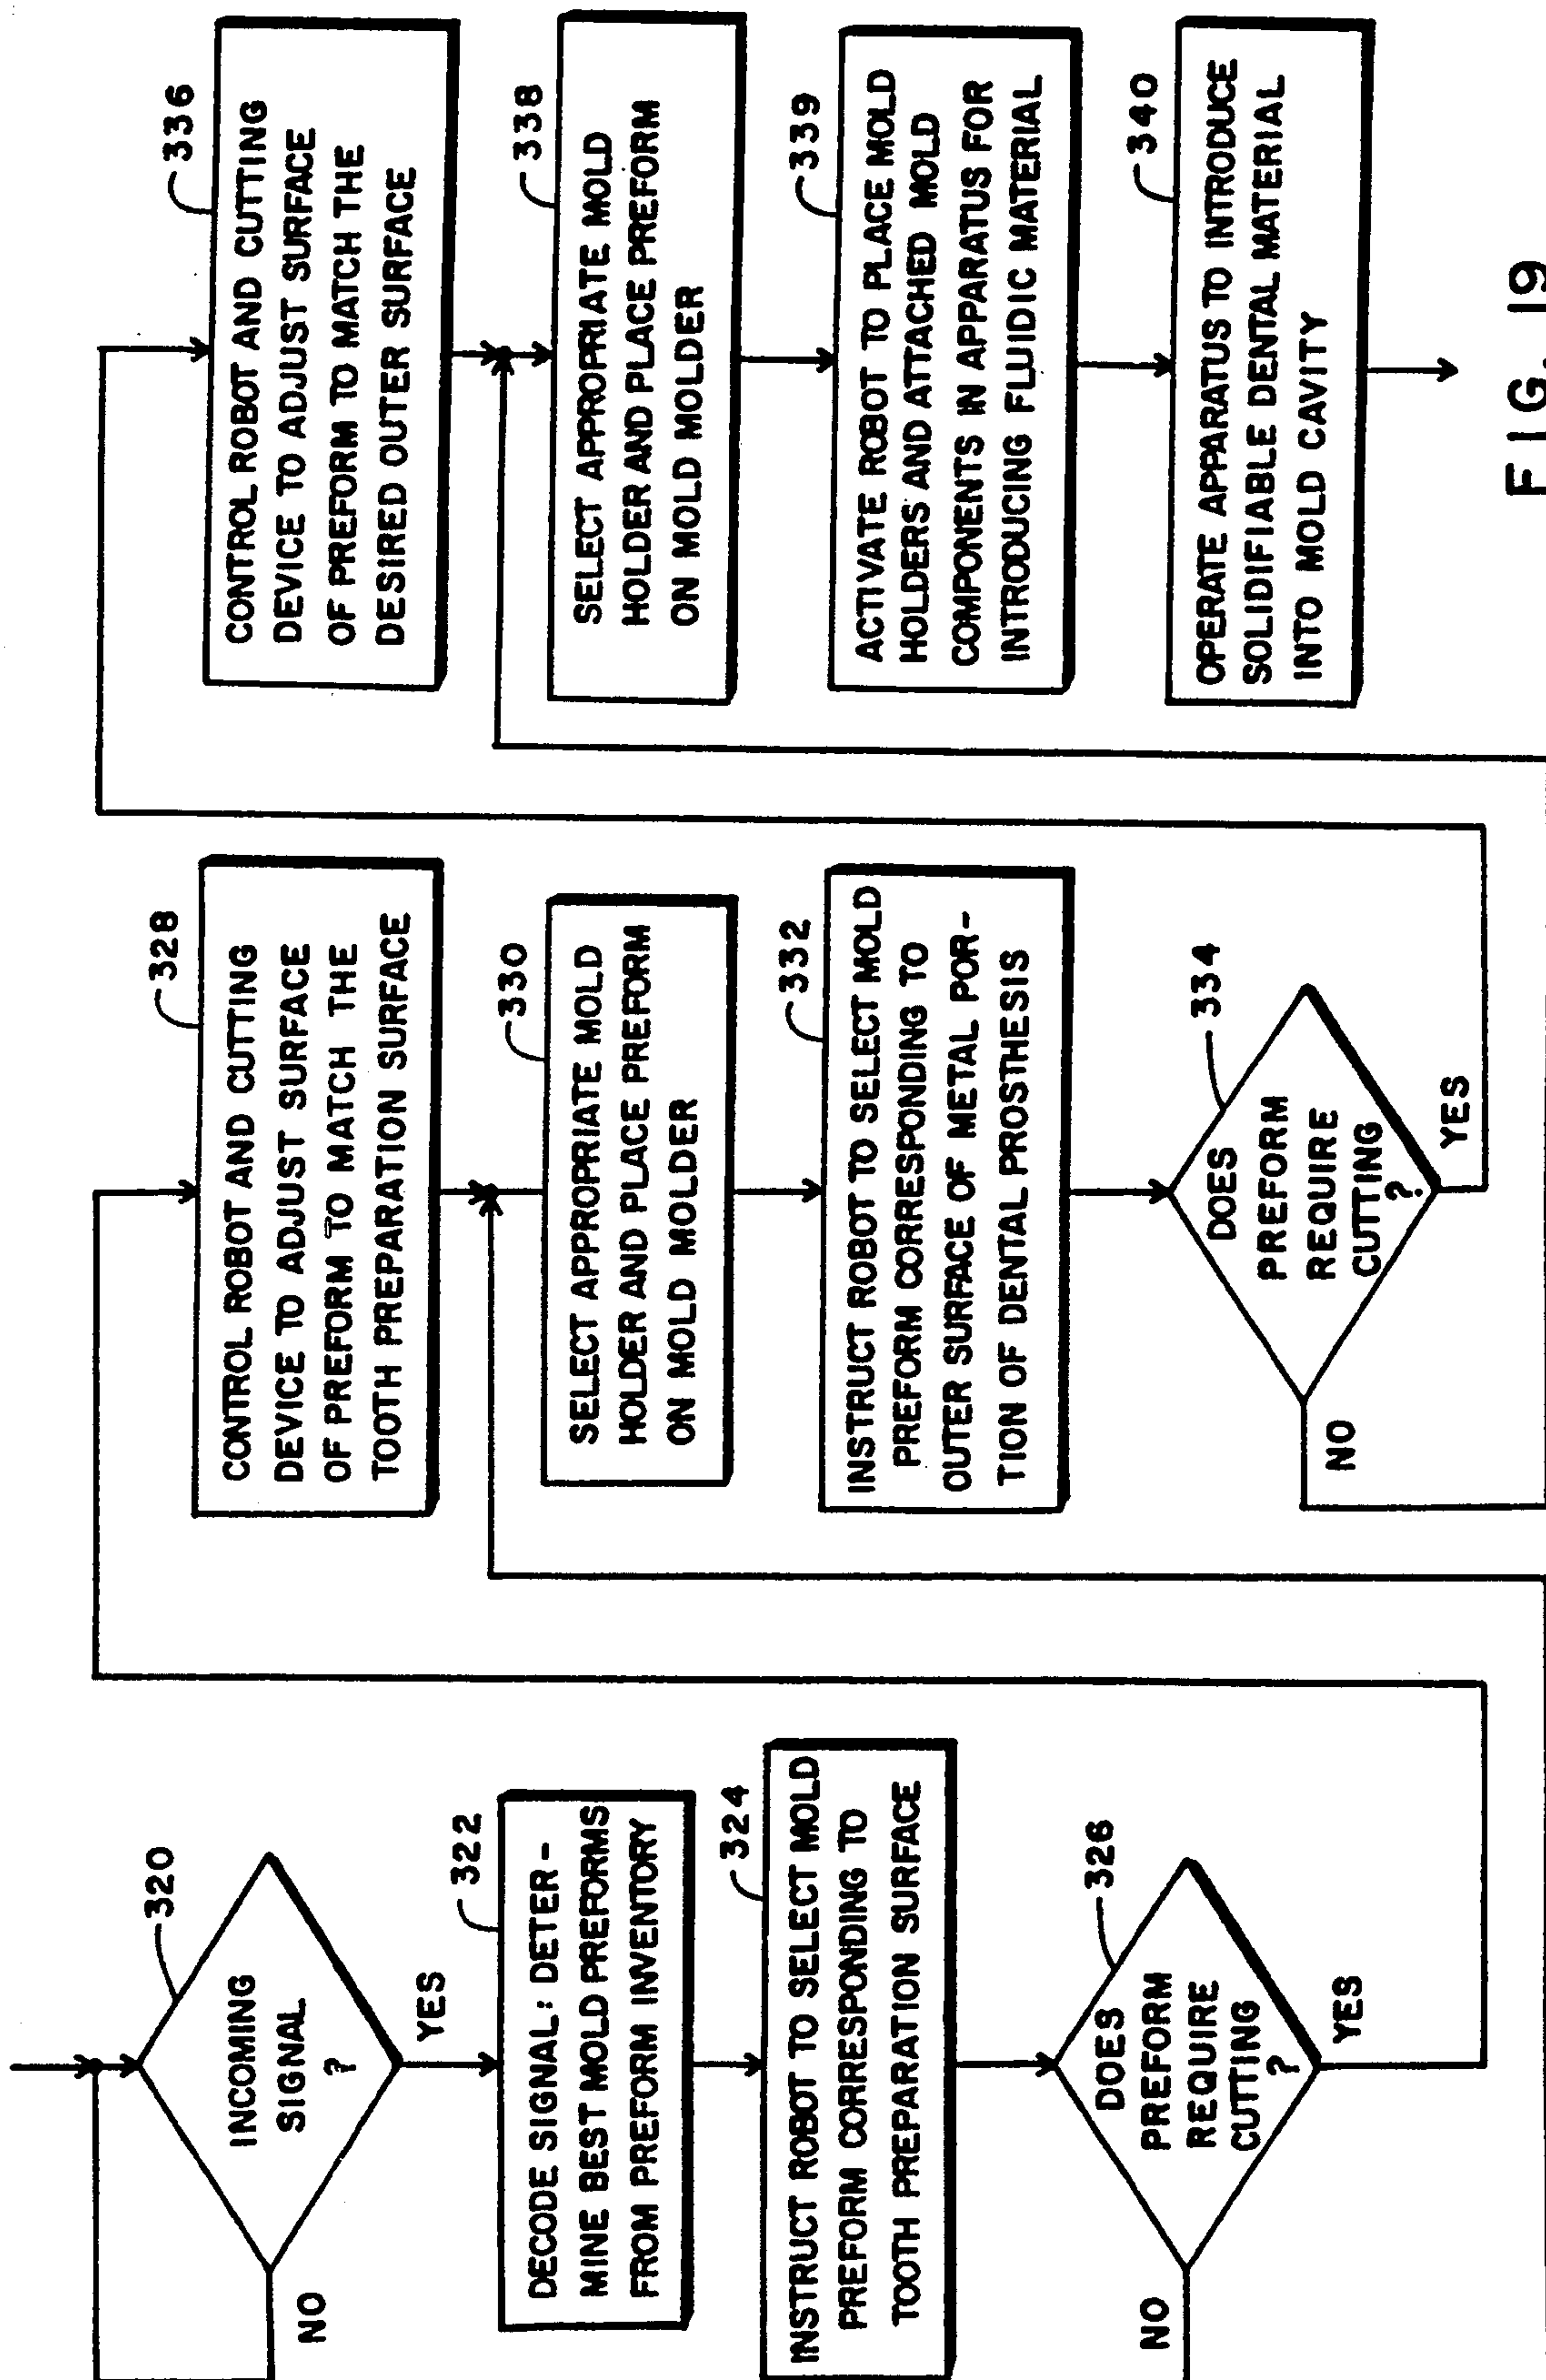 320
INCOMING
SIGNAL
?
NO
YES
322
DECODE SIGNAL: DETER-
MINE BEST MOLD PREFORMS
FROM PREFORM INVENTORY
324
INSTRUCT ROBOT TO SELECT MOLD
PREFORM CORRESPONDING TO
TOOTH PREPARATION SURFACE
326
DOES
PREFORM
REQUIRE
CUTTING
?
NO
YES
328
CONTROL ROBOT AND CUTTING
DEVICE TO ADJUST SURFACE
OF PREFORM TO MATCH THE
TOOTH PREPARATION SURFACE
330
SELECT APPROPRIATE MOLD
HOLDER AND PLACE PREFORM
ON MOLD MOLDER
332
INSTRUCT ROBOT TO SELECT MOLD
PREFORM CORRESPONDING TO
OUTER SURFACE OF METAL POR-
TION OF DENTAL PROSTHESIS
334
DOES
PREFORM
REQUIRE
CUTTING
?
NO
YES
336
CONTROL ROBOT AND CUTTING
DEVICE TO ADJUST SURFACE
OF PREFORM TO MATCH THE
DESIRED OUTER SURFACE
338
SELECT APPROPRIATE MOLD
HOLDER AND PLACE PREFORM
ON MOLD MOLDER
339
ACTIVATE ROBOT TO PLACE MOLD
HOLDERS AND ATTACHED MOLD
COMPONENTS IN APPARATUS FOR
INTRODUCING FLUIDIC MATERIAL
340
OPERATE APPARATUS TO INTRODUCE
SOLIDIFIABLE DENTAL MATERIAL
INTO MOLD CAVITY
FIG. 19